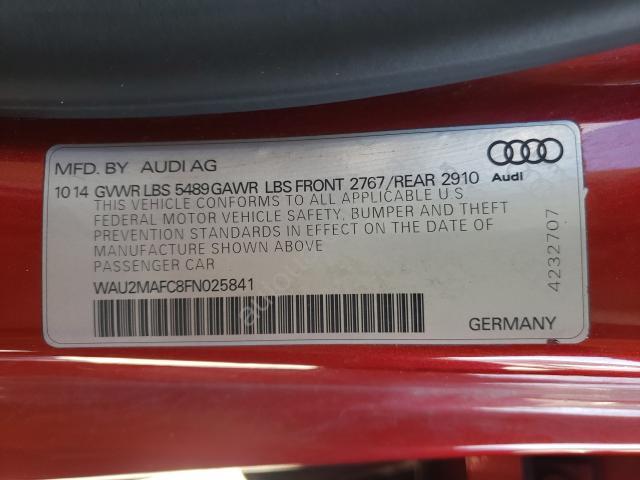 MFD. BY AUDI AG
Audi
10 14 GVWR LBS 5489 GAWR LBS FRONT 2767/REAR 2910
THIS VEHICLE CONFORMS TO ALL APPLICABLE U.S
FEDERAL MOTOR VEHICLE SAFETY, BUMPER AND THEFT
PREVENTION STANDARDS IN EFFECT ON THE DATE OF
MANUFACTURE SHOWN ABOVE
PASSENGER CAR
WAU2MAFC8FN025841
4232707
GERMANY